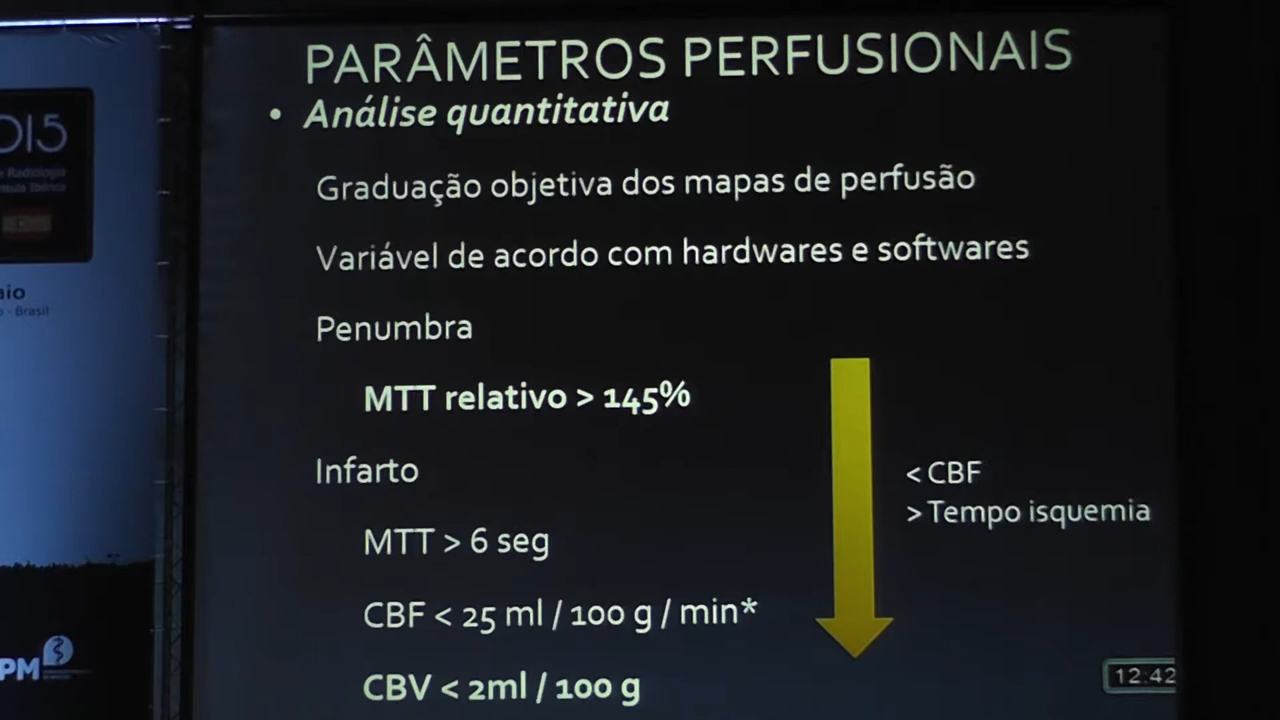 PARÂMETROS PERFUSIONAIS
• Análise quantitativa
Graduação objetiva dos mapas de perfusão
Variável de acordo com hardwares e softwares
Penumbra
MTT relativo > 145%
Infarto
MTT > 6 seg
CBF < 25 ml / 100 g / min*
CBV < 2ml / 100 g
< CBF
> Tempo isquemia
12:42
015
Radiologia
Ibérica
aio
- Brasil
PM